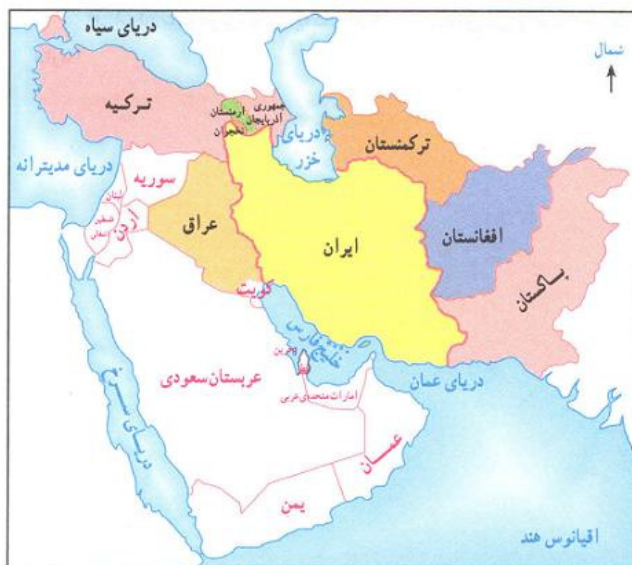 دریای سیاه
شمال
ترکیه
ارمنستان
نخجوان
جمهوری
آذربایجان
دریای
خزر
ترکمنستان
دریای مدیترانه
سوریه
لبنان
فلسطین
اشغالی
اردن
عراق
ایران
افغانستان
پاکستان
کویت
خلیج فارس
بحرین
قطر
عربستان سعودی
امارات متحده‌ی عربی
دریای عمان
دریای سرخ
عمان
یمن
اقیانوس هند